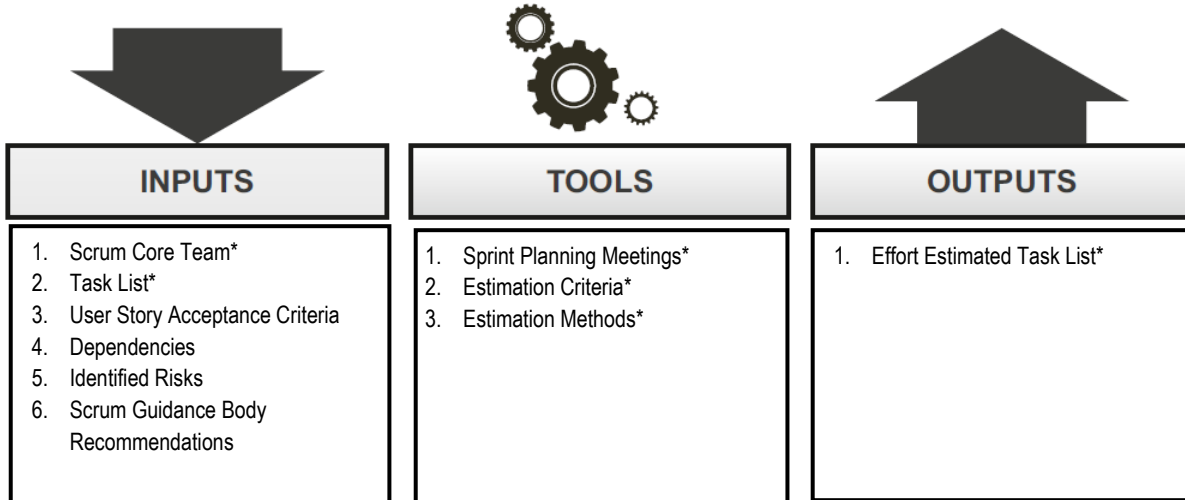 INPUTS
1. Scrum Core Team*
2. Task List*
3. User Story Acceptance Criteria
4. Dependencies
5. Identified Risks
6. Scrum Guidance Body
Recommendations
TOOLS
1. Sprint Planning Meetings*
2. Estimation Criteria*
3. Estimation Methods*
OUTPUTS
1. Effort Estimated Task List*